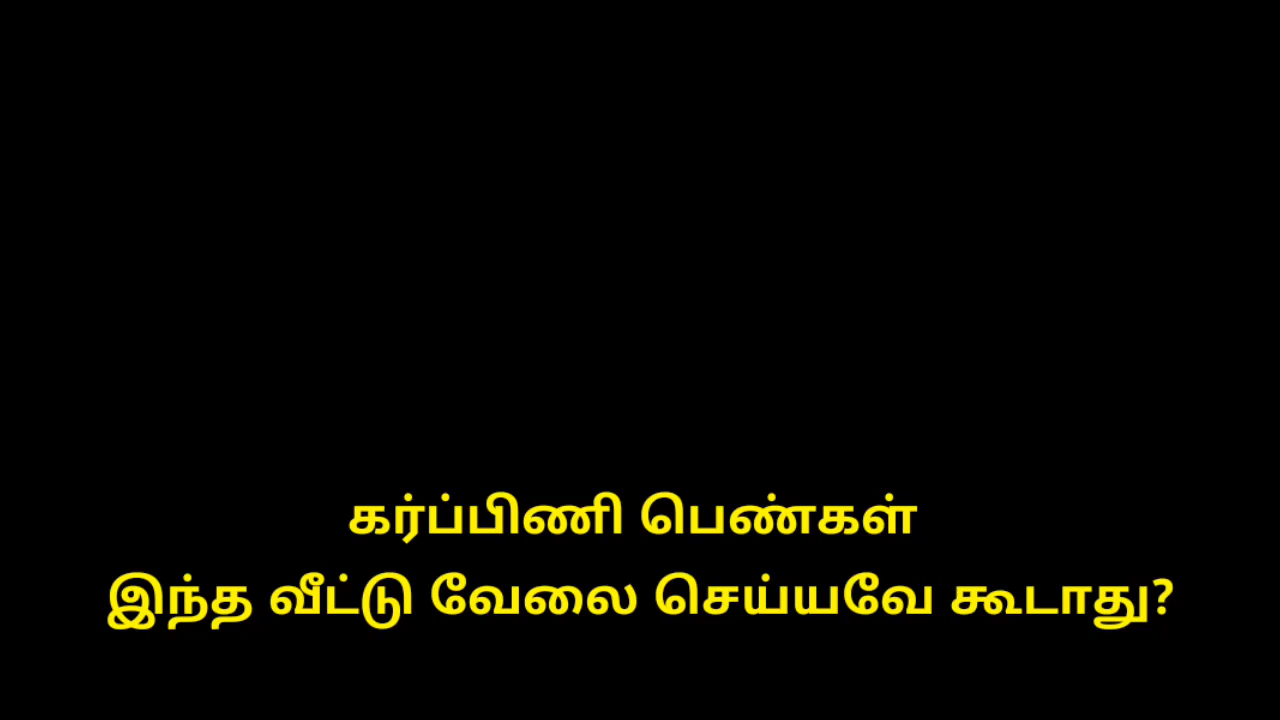 கர்ப்பிணி பெண்கள்
இந்த வீட்டு வேலை செய்யவே கூடாது?